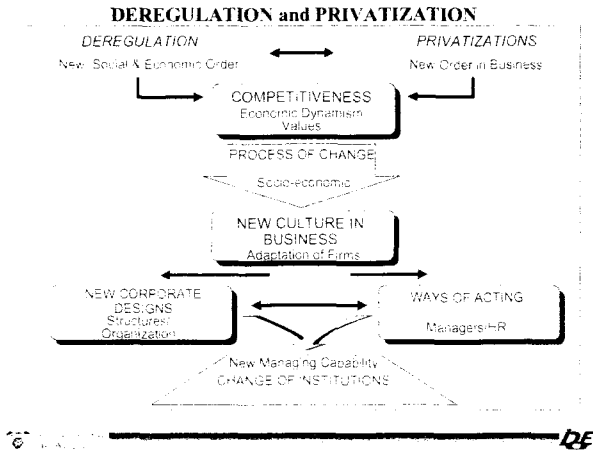 DEREGULATION and PRIVATIZATION
DEREGULATION
PRIVATIZATIONS
New Social & Economic Order
New Order in Business
COMPETITIVENESS
Economic Dynamism
Values
PROCESS OF CHANGE
Socio-economic
NEW CULTURE IN
BUSINESS
Adaptation of Firms
NEW CORPORATE
DESIGNS
Structures/
Organization
WAYS OF ACTING
Managers/HR
New Managing Capability
CHANGE OF INSTITUTIONS